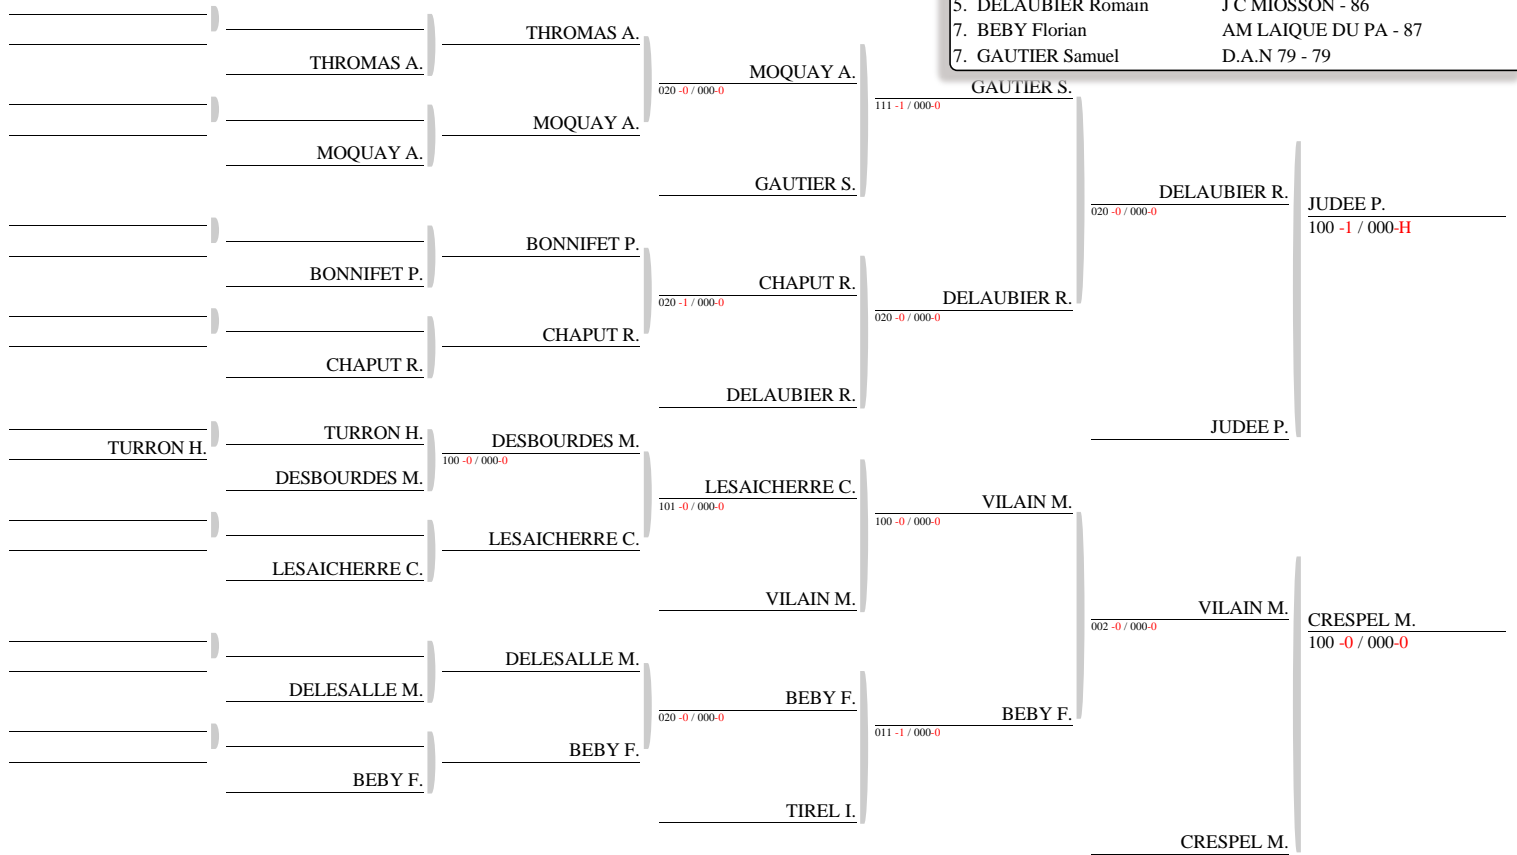 5. DELAUBIER Romain J C MIOSSON - 86
7. BEBY Florian AM LAIQUE DU PA - 87
7. GAUTIER Samuel D.A.N 79 - 79
THROMAS A.
THROMAS A.
MOQUAY A.
020 -0 / 000-0
GAUTIER S.
111 -1 / 000-0
MOQUAY A.
MOQUAY A.
GAUTIER S.
DELAUBIER R.
020 -0 / 000-0
JUDEE P.
100 -1 / 000-H
BONNIFET P.
BONNIFET P.
CHAPUT R.
020 -1 / 000-0
DELAUBIER R.
020 -0 / 000-0
CHAPUT R.
CHAPUT R.
DELAUBIER R.
JUDEE P.
TURRON H.
TURRON H.
DESBOURDES M.
100 -0 / 000-0
DESBOURDES M.
LESAICHERRE C.
101 -0 / 000-0
VILAIN M.
100 -0 / 000-0
LESAICHERRE C.
LESAICHERRE C.
VILAIN M.
VILAIN M.
002 -0 / 000-0
CRESPEL M.
100 -0 / 000-0
DELESALLE M.
DELESALLE M.
BEBY F.
020 -0 / 000-0
BEBY F.
011 -1 / 000-0
BEBY F.
BEBY F.
TIREL I.
CRESPEL M.